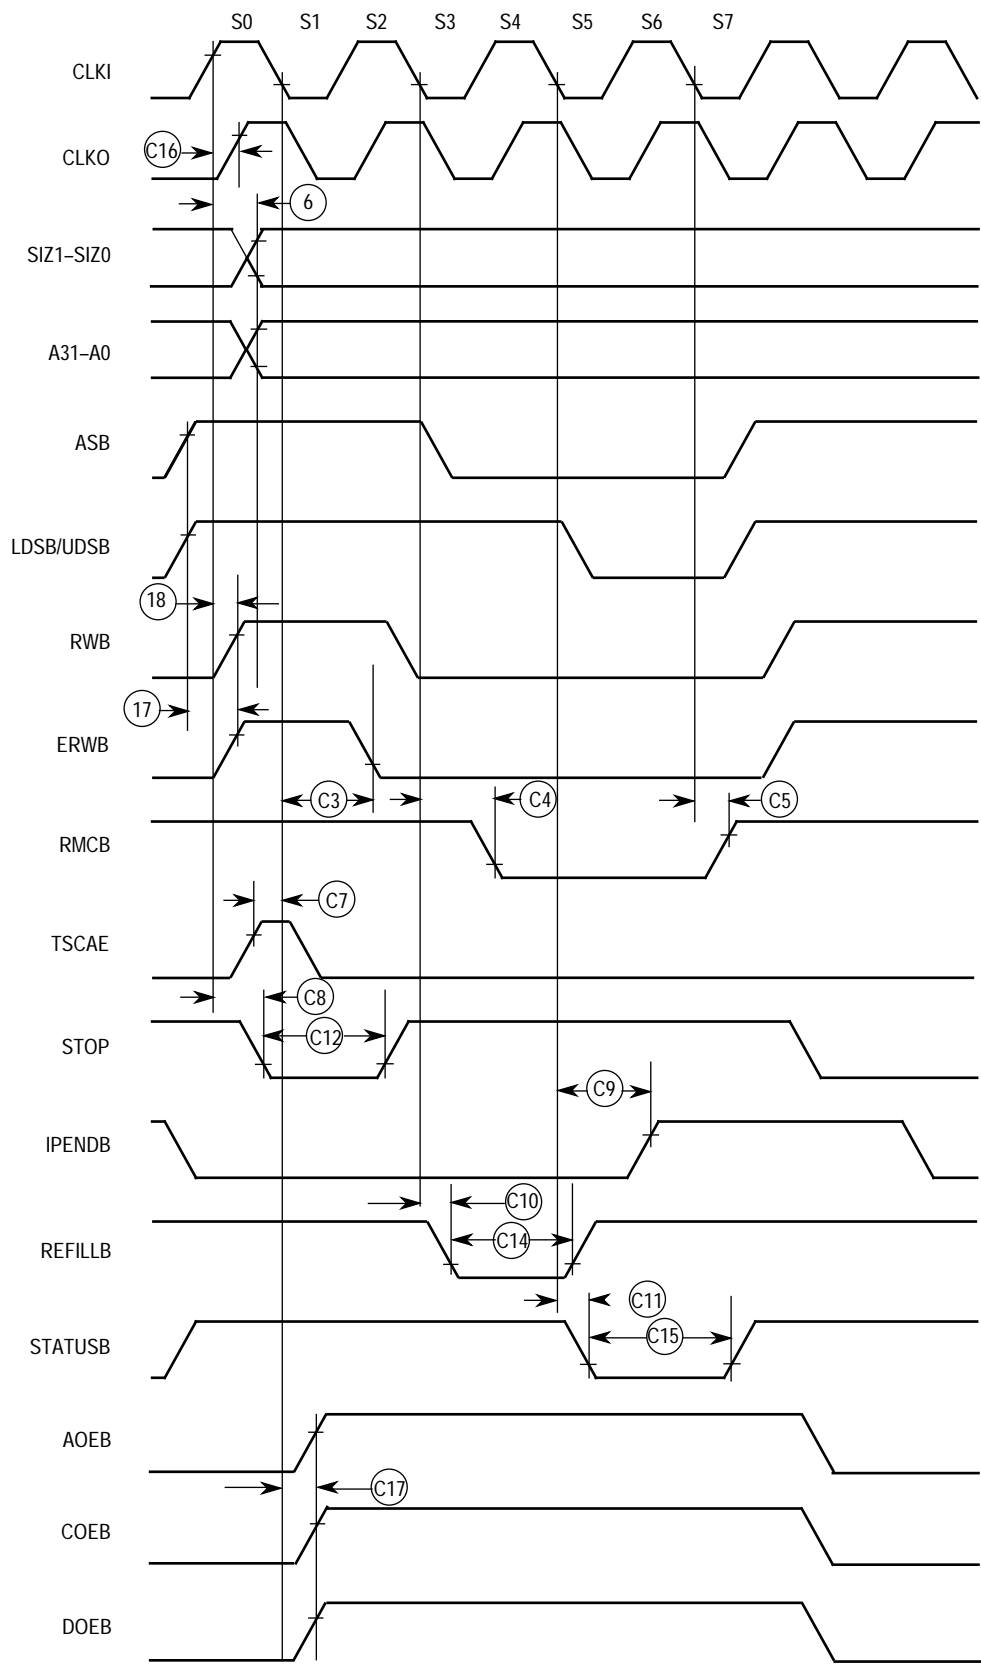 S0 S1 S2 S3 S4 S5 S6 S7
CLKI
CLKO
C16
6
SIZ1–SIZ0
A31–A0
ASB
LDSB/UDSB
18
RWB
17
ERWB
C3 C4 C5
RMCB
C7
TSCAE
C8
C12
STOP
C9
IPENDB
C10
C14
REFILLB
C11
C15
STATUSB
AOEB
C17
COEB
DOEB